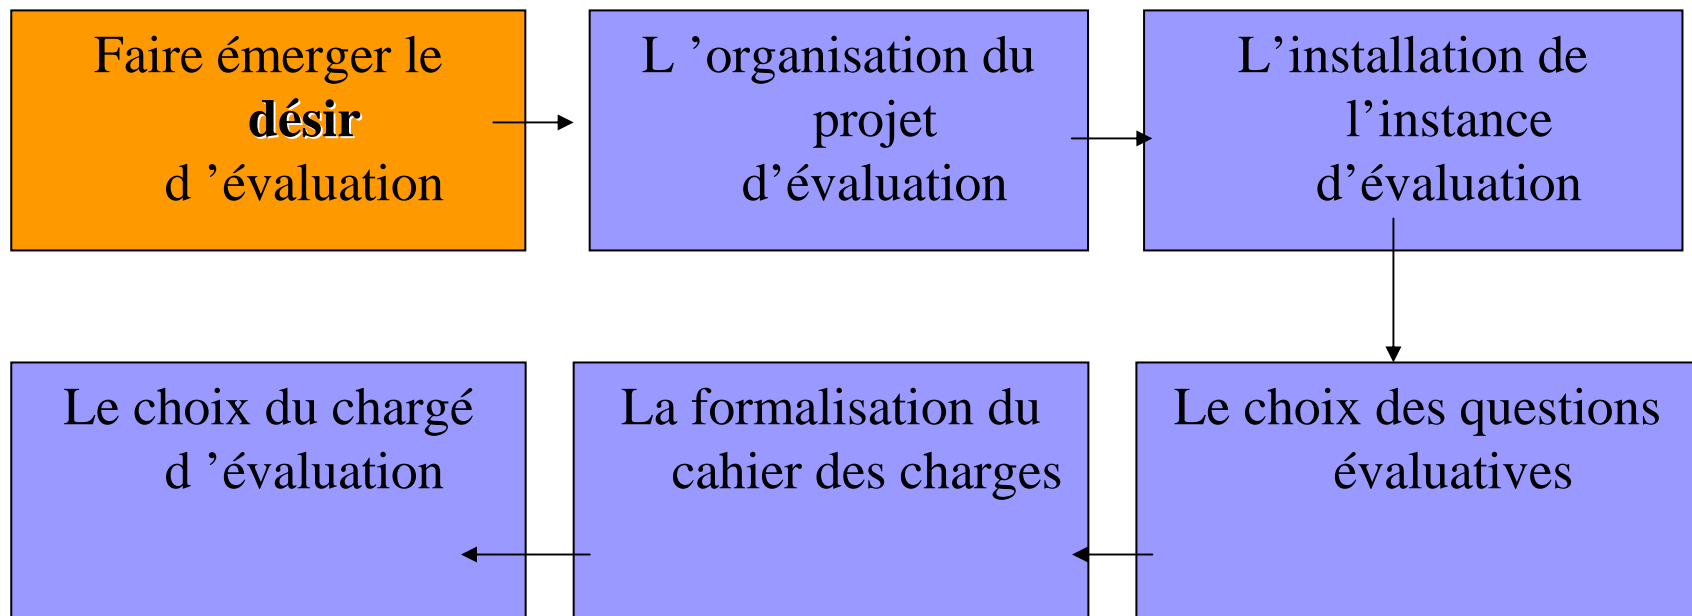 Faire émerger le
désir
d ’évaluation
L ’organisation du
projet
d’évaluation
L’installation de
l’instance
d’évaluation
Le choix du chargé
d ’évaluation
La formalisation du
cahier des charges
Le choix des questions
évaluatives